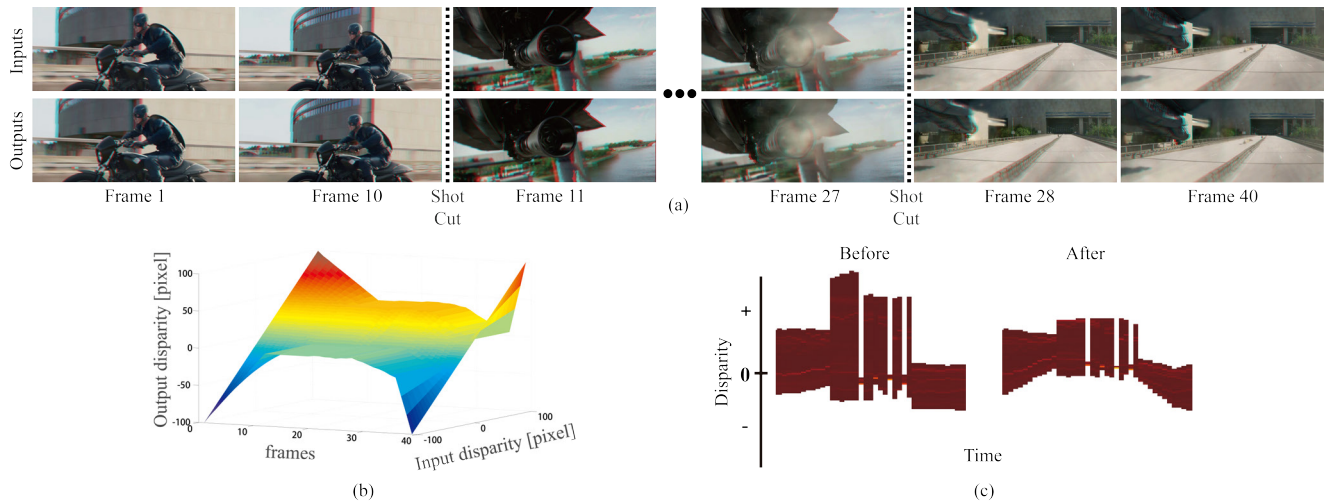 Inputs
Outputs
Frame 1
Frame 10
Shot
Cut
Frame 11
(a)
Frame 27
Shot
Cut
Frame 28
Frame 40
Output disparity [pixel]
100
50
0
-50
-100
0
10
20
30
40
frames
-100
0
100
Input disparity [pixel]
(b)
Before
After
Disparity
+
0
-
Time
(c)